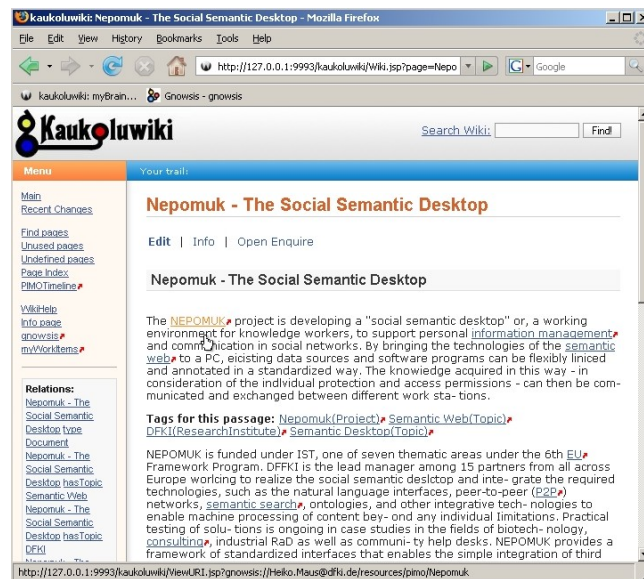 kaukoluwiki: Nepomuk - The Social Semantic Desktop - Mozilla Firefox
File Edit View History Bookmarks Tools Help
http://127.0.0.1:9993/kaukoluwiki/Wiki.jsp?page=Nepo
G Google
kaukoluwiki: myBrain... Gnowsis - gnowsis
Kaukoluwiki
Search Wiki: Find!
Menu
Your trail:
Main
Recent Changes
Find pages
Unused pages
Undefined pages
Page Index
PIMOTimeline
WikiHelp
Info page
gnowsis
myWorkItems
Relations:
Nepomuk - The
Social Semantic
Desktop type
Document
Nepomuk - The
Social Semantic
Desktop hasTopic
Semantic Web
Nepomuk - The
Social Semantic
Desktop hasTopic
DFKI
Nepomuk - The
Nepomuk - The Social Semantic Desktop
Edit | Info | Open Enquire
Nepomuk - The Social Semantic Desktop
The NEPOMUK project is developing a "social semantic desktop" or, a working
environment for knowledge workers, to support personal information management
and communication in social networks. By bringing the technologies of the semantic
web to a PC, eicisting data sources and software programs can be flexibly liniced
and annotated in a standardized way. The knowledge acquired in this way - in
consideration of the indlvidual protection and access permissions - can then be com-
municated and exchanged between different work sta- tions.
Tags for this passage: Nepomuk(Project) Semantic Web(Topic)
DFKI(ResearchInstitute) Semantic Desktop(Topic)
NEPOMUK is funded under IST, one of seven thematic areas under the 6th EU
Framework Program. DFFKI is the lead manager among 15 partners from all across
Europe worlcing to realize the social semantic deslctop and inte- grate the required
technologies, such as the natural language interfaces, peer-to-peer (P2P)
networks, semantic search, ontologies, and other integrative tech- nologies to
enable machine processing of content bey- ond any individual limitations. Practical
testing of solu- tions is ongoing in case studies in the fields of biotech- nology,
consulting, industrial RaD as well as communi- ty help desks. NEPOMUK provides a
framework of standardized interfaces that enables the simple integration of third
http://127.0.0.1:9993/kaukoluwiki/ViewURI.jsp?gnowsis://Heiko.Maus@dfki.de/resources/pimo/Nepomuk